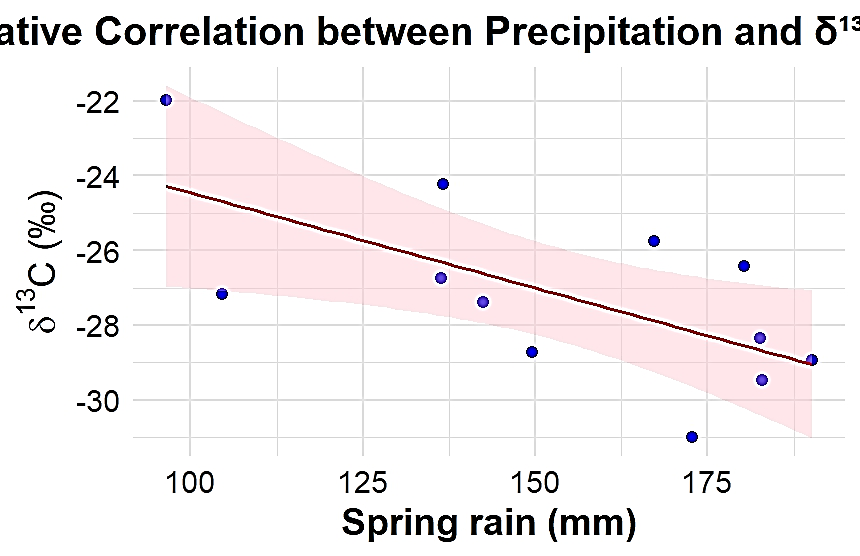 ative Correlation between Precipitation and δ¹³
-22
-24
-26
-28
-30
δ¹³C (‰)
100 125 150 175
Spring rain (mm)